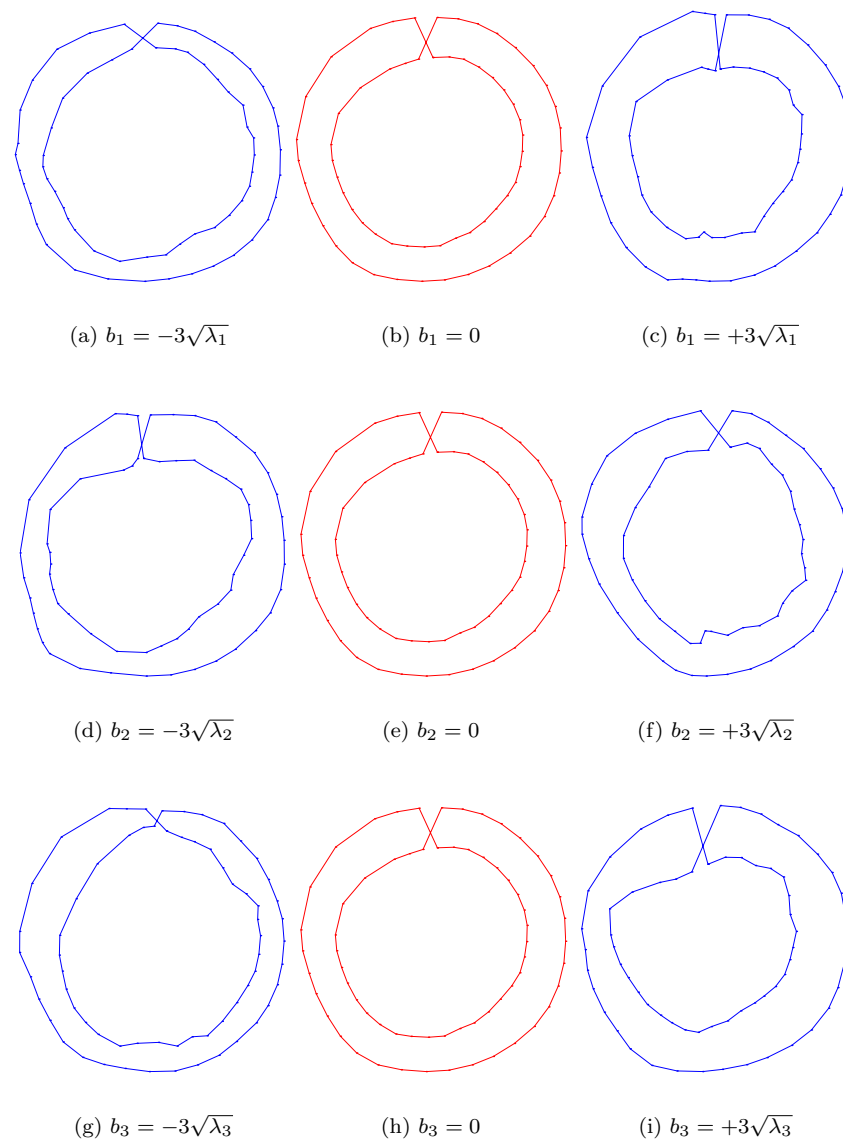 (a) $b_1 = -3\sqrt{\lambda_1}$ (b) $b_1 = 0$ (c) $b_1 = +3\sqrt{\lambda_1}$
(d) $b_2 = -3\sqrt{\lambda_2}$ (e) $b_2 = 0$ (f) $b_2 = +3\sqrt{\lambda_2}$
(g) $b_3 = -3\sqrt{\lambda_3}$ (h) $b_3 = 0$ (i) $b_3 = +3\sqrt{\lambda_3}$